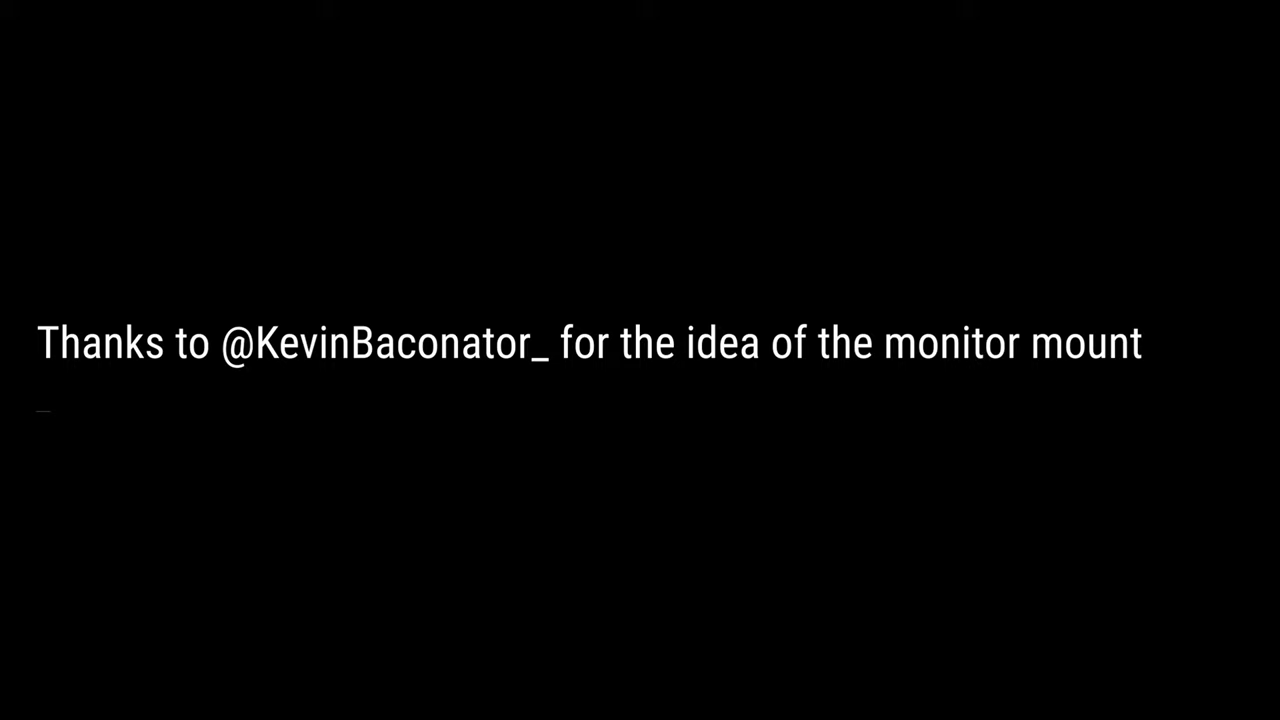 Thanks to @KevinBaconator_ for the idea of the monitor mount